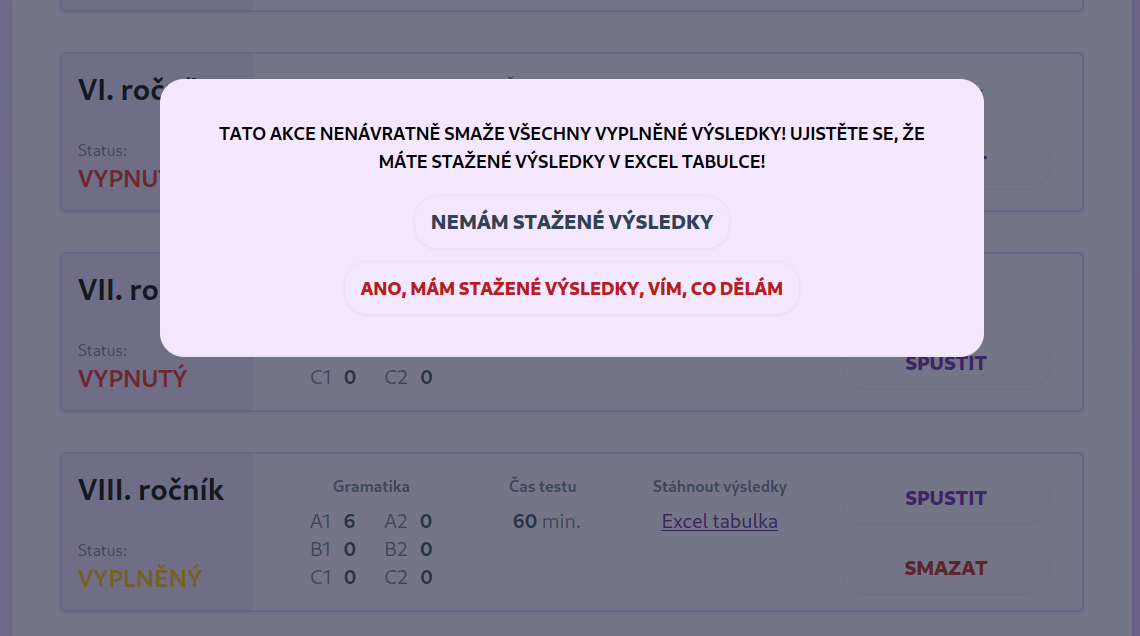 VI. roč
TATO AKCE NENÁVRATNĚ SMAŽE VŠECHNY VYPLNĚNÉ VÝSLEDKY! UJISTĚTE SE, ŽE
MÁTE STAŽENÉ VÝSLEDKY V EXCEL TABULCE!
Status:
VYPNU
NEMÁM STAŽENÉ VÝSLEDKY
ANO, MÁM STAŽENÉ VÝSLEDKY, VÍM, CO DĚLÁM
VII. ro
Status:
VYPNUTÝ
C1 0 C2 0
SPUSTIT
VIII. ročník
Gramatika Čas testu Stáhnout výsledky
SPUSTIT
A1 6 A2 0 60 min. Excel tabulka
B1 0 B2 0
Status:
SMAZAT
VYPLNĚNÝ
C1 0 C2 0